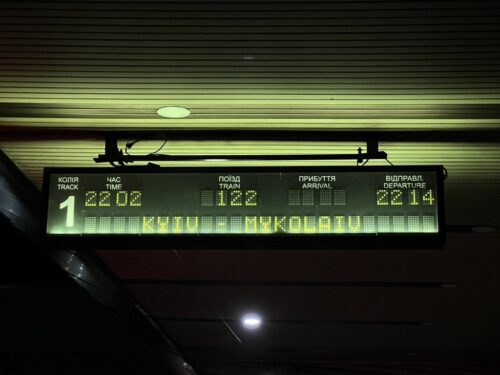 КОЛІЯ ЧАС ПОЇЗД ПРИБУТТЯ ВІДПРАВЛ.
TRACK TIME TRAIN ARRIVAL DEPARTURE
1 22 02 122 22 14
KYIV - MYKOLAIV